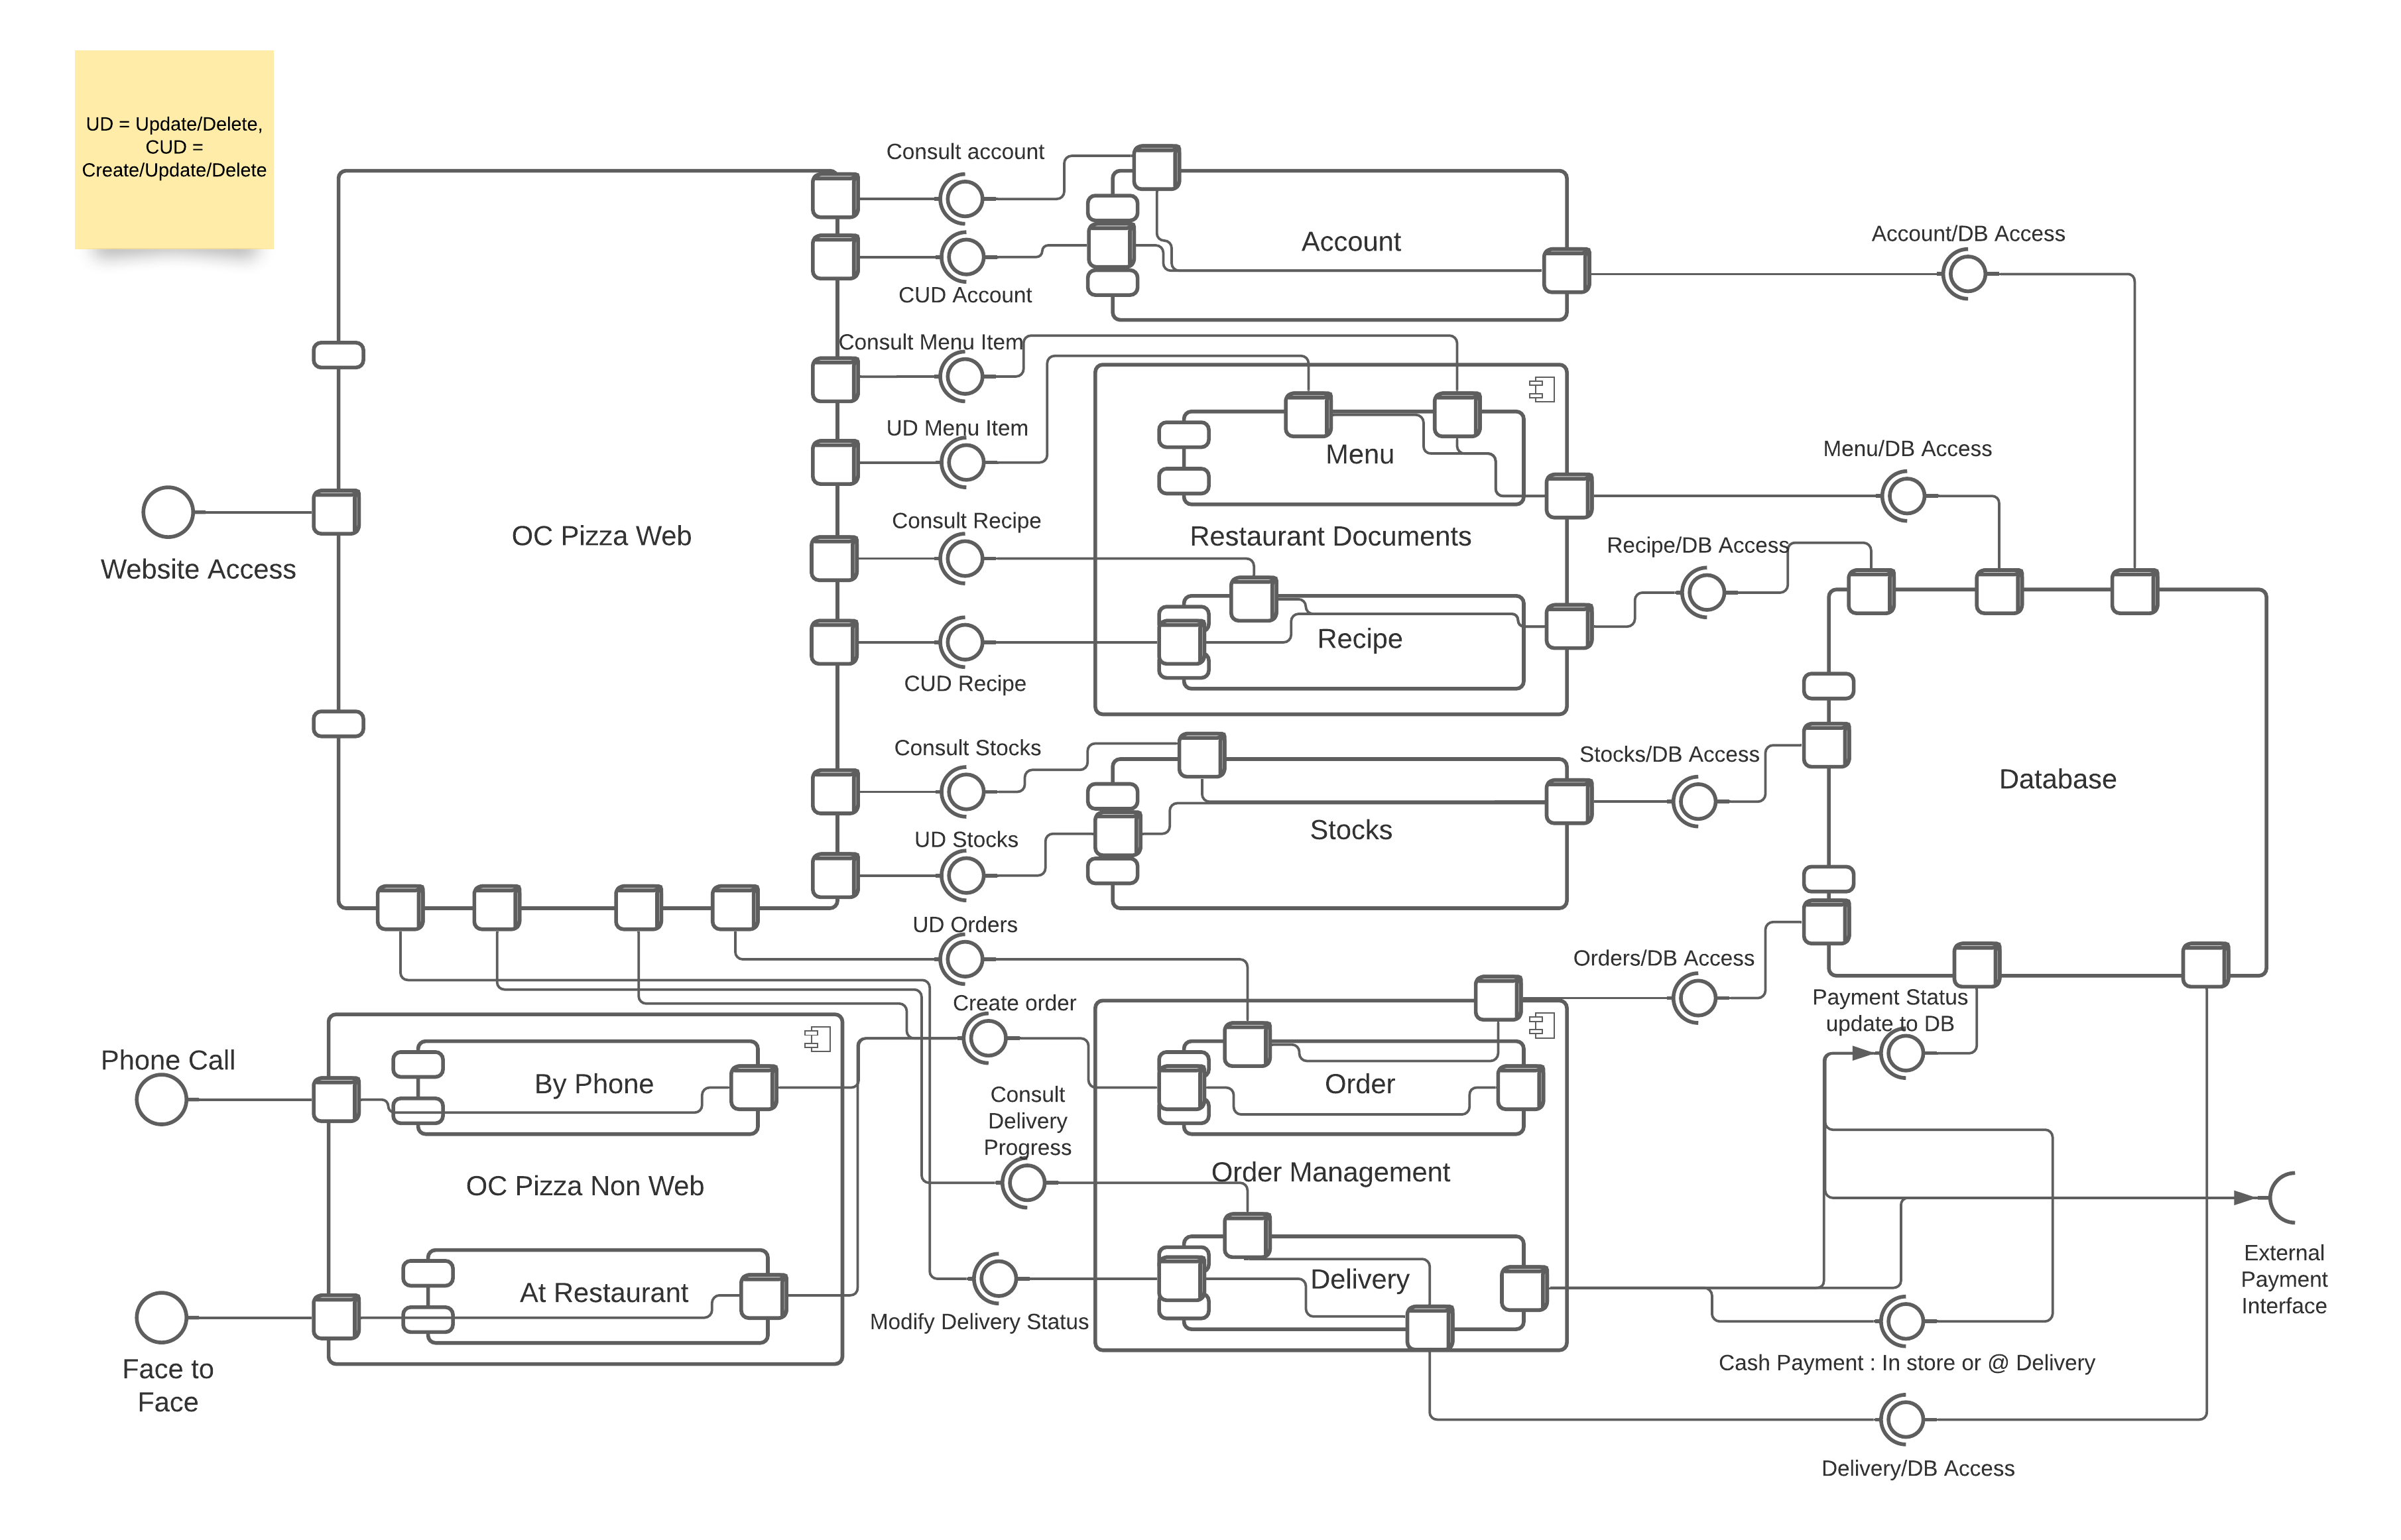 UD = Update/Delete,
CUD =
Create/Update/Delete
Consult account
Account
Account/DB Access
CUD Account
Consult Menu Item
UD Menu Item
Menu
Menu/DB Access
OC Pizza Web
Consult Recipe
Restaurant Documents
Recipe/DB Access
Website Access
Recipe
CUD Recipe
Consult Stocks
Stocks/DB Access
Database
UD Stocks
Stocks
UD Orders
Orders/DB Access
Create order
Payment Status
update to DB
Phone Call
By Phone
Order
Consult
Delivery
Progress
OC Pizza Non Web
Order Management
External
Payment
Interface
At Restaurant
Delivery
Modify Delivery Status
Face to
Face
Cash Payment : In store or @ Delivery
Delivery/DB Access